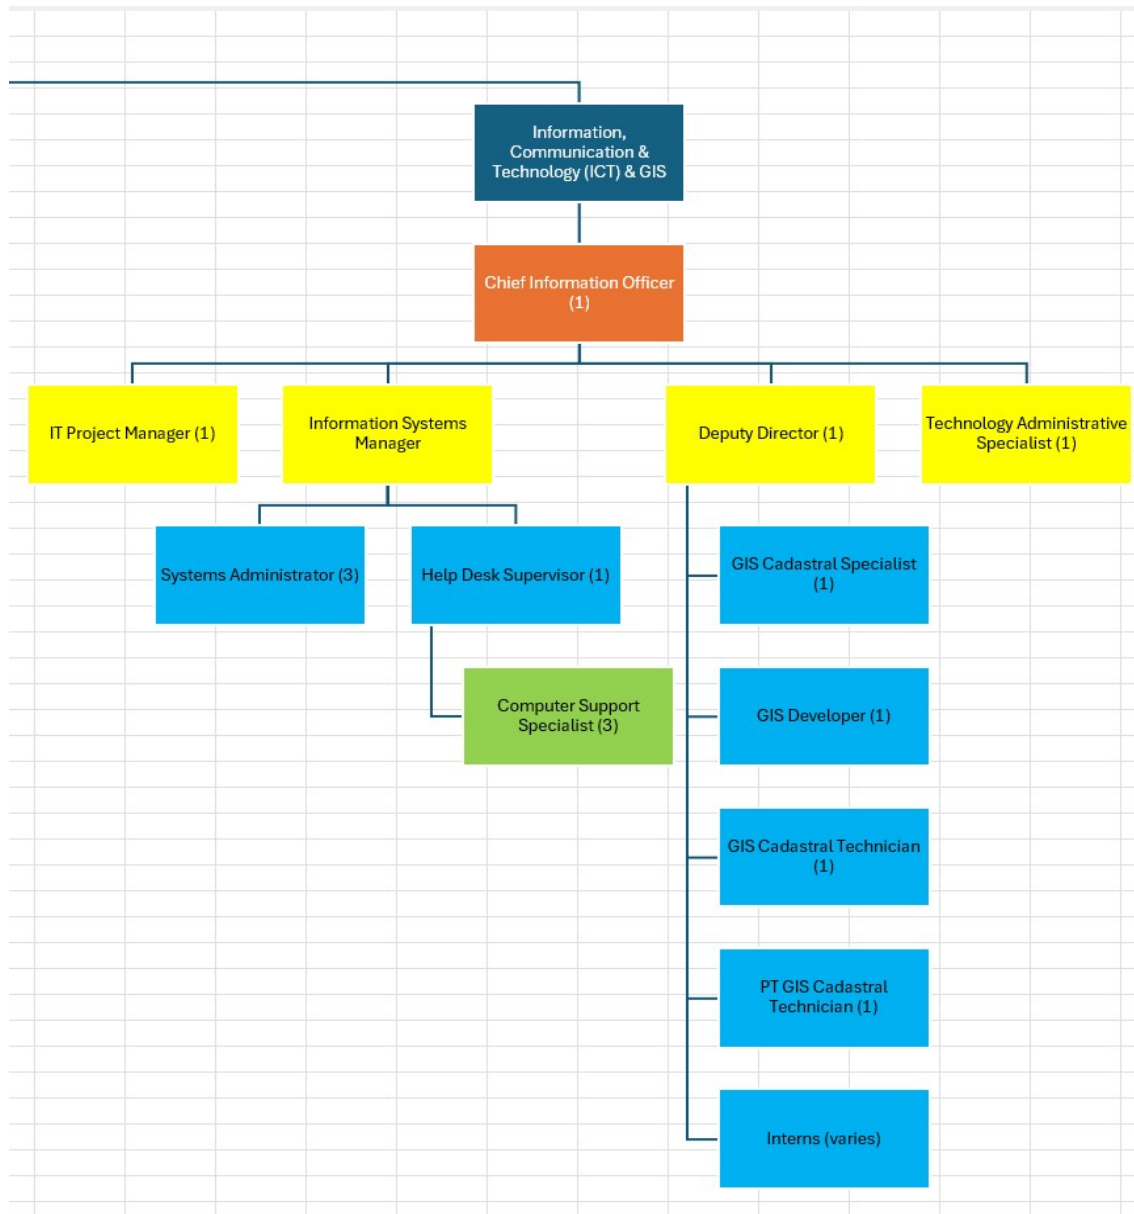 Information,
Communication &
Technology (ICT) & GIS
Chief Information Officer
(1)
IT Project Manager (1)
Information Systems
Manager
Deputy Director (1)
Technology Administrative
Specialist (1)
Systems Administrator (3)
Help Desk Supervisor (1)
GIS Cadastral Specialist
(1)
Computer Support
Specialist (3)
GIS Developer (1)
GIS Cadastral Technician
(1)
PT GIS Cadastral
Technician (1)
Interns (varies)